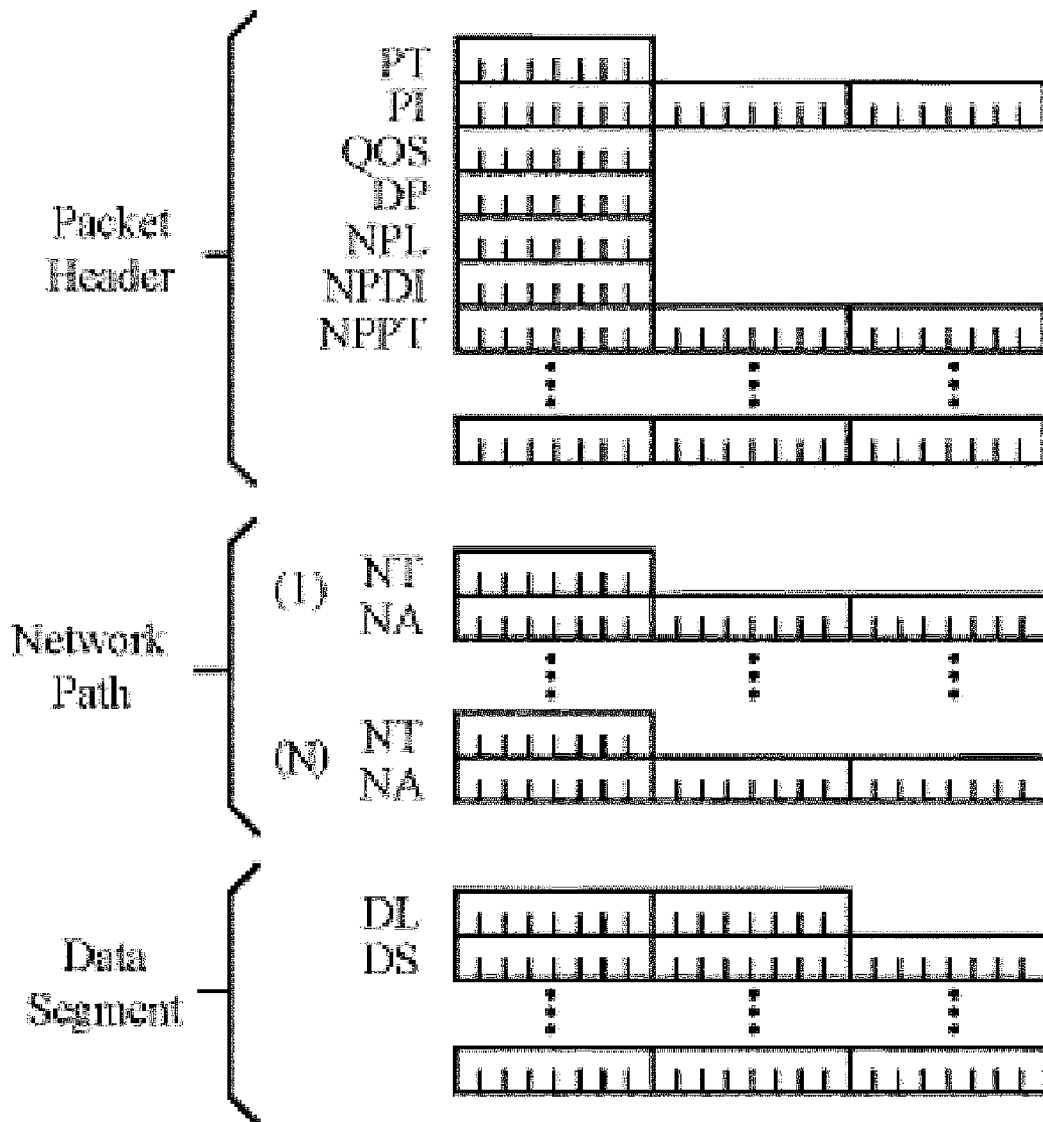 PT
PI
QOS
DP
NPL
NPDI
NPPT
Packet
Header
(1)
NT
NA
Network
Path
(N)
NT
NA
DL
DS
Data
Segment